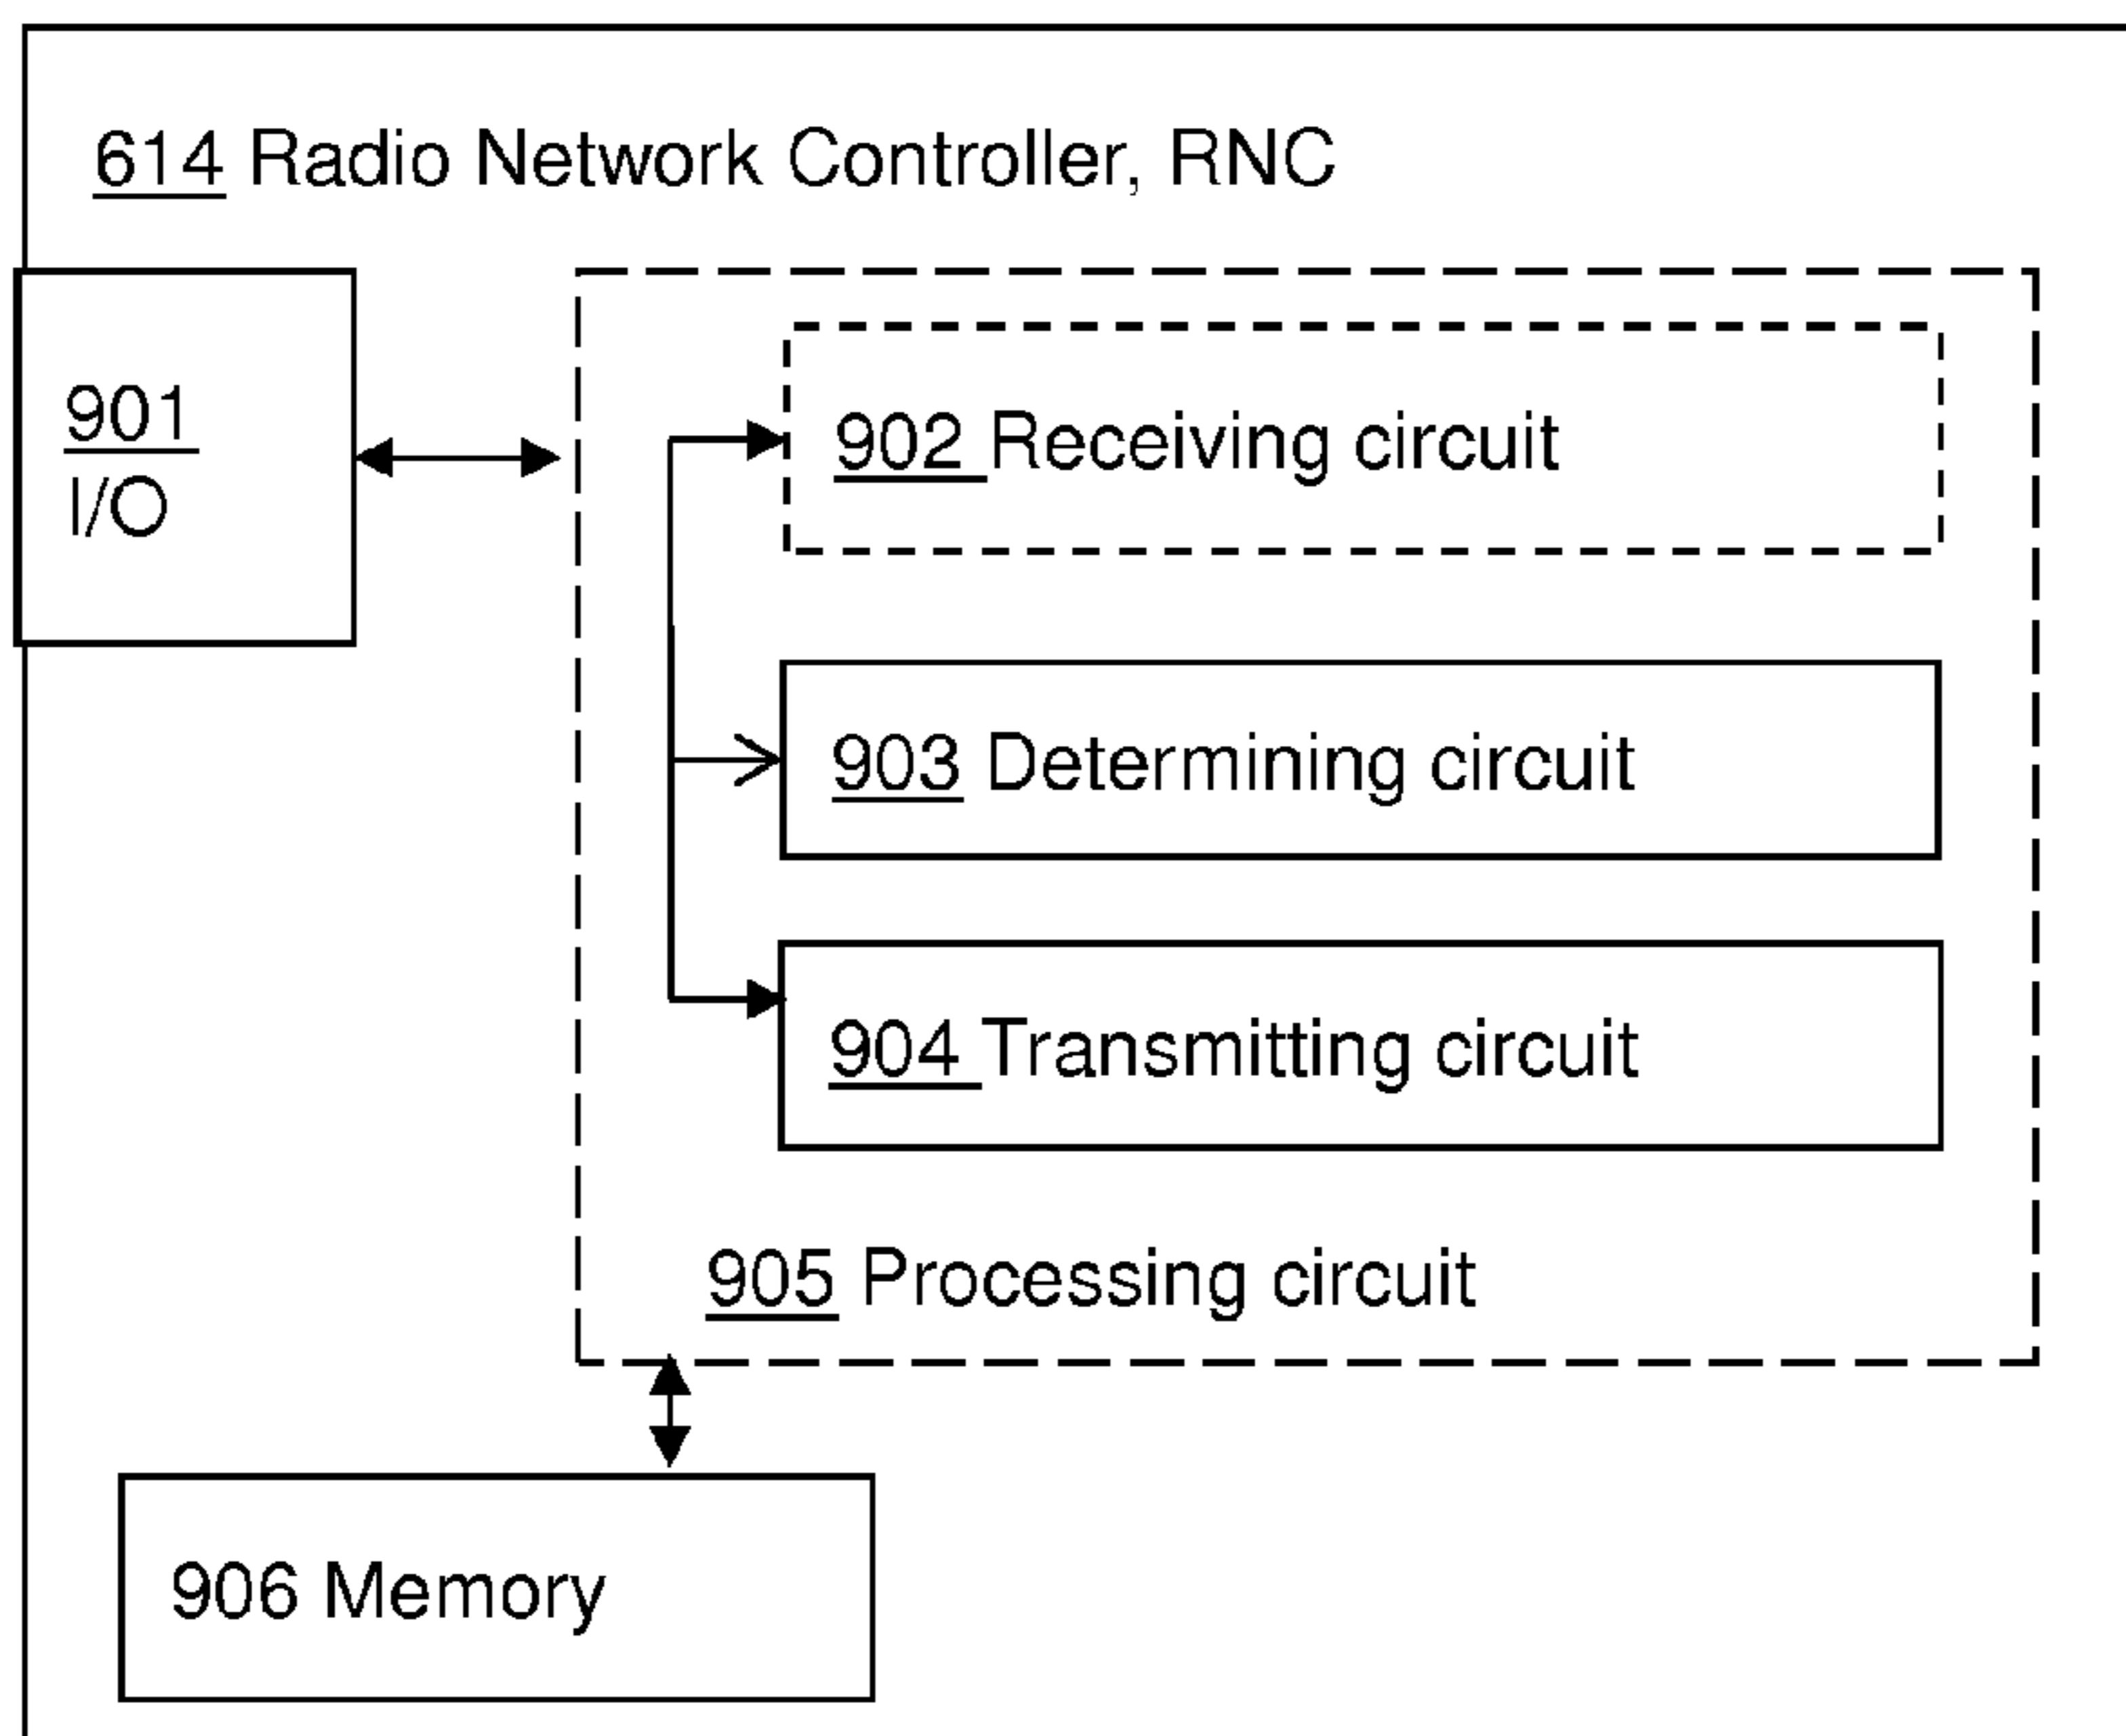 614 Radio Network Controller, RNC
901
I/O
902 Receiving circuit
903 Determining circuit
904 Transmitting circuit
905 Processing circuit
906 Memory